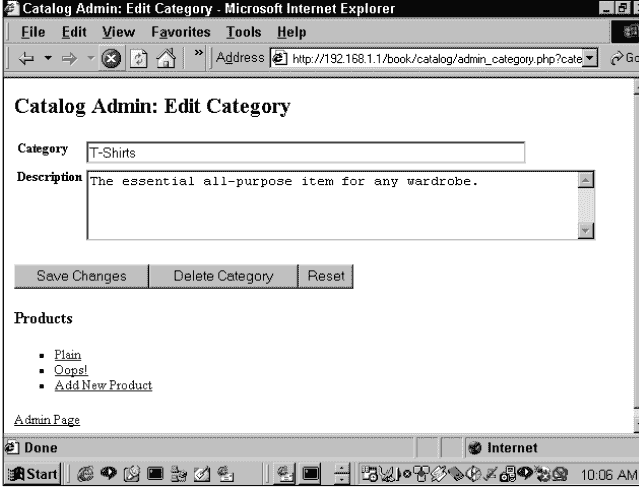 Catalog Admin: Edit Category - Microsoft Internet Explorer
File Edit View Favorites Tools Help
» Address http://192.168.1.1/book/catalog/admin_category.php?cate Go
Catalog Admin: Edit Category
Category T-Shirts
Description The essential all-purpose item for any wardrobe.
Save Changes Delete Category Reset
Products
Plain
Oops!
Add New Product
Admin Page
Done Internet
Start 10:06 AM